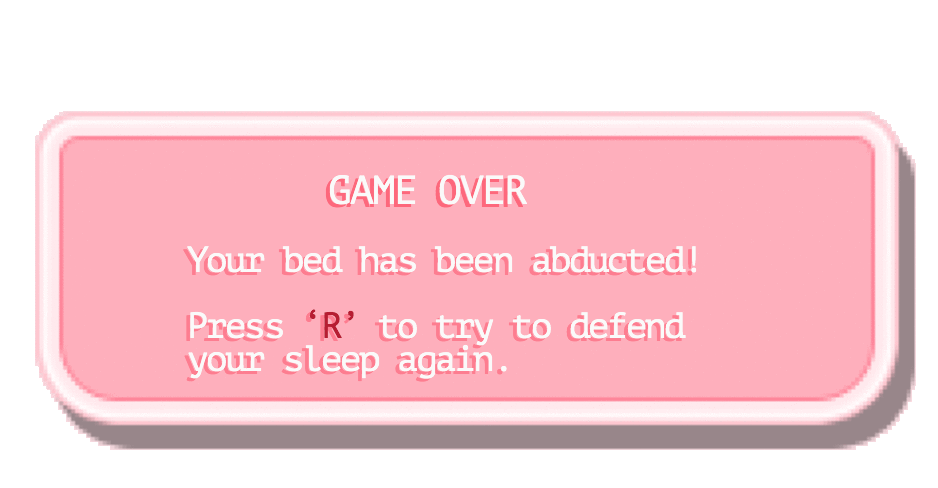 GAME OVER
Your bed has been abducted!
Press ‘R’ to try to defend
your sleep again.